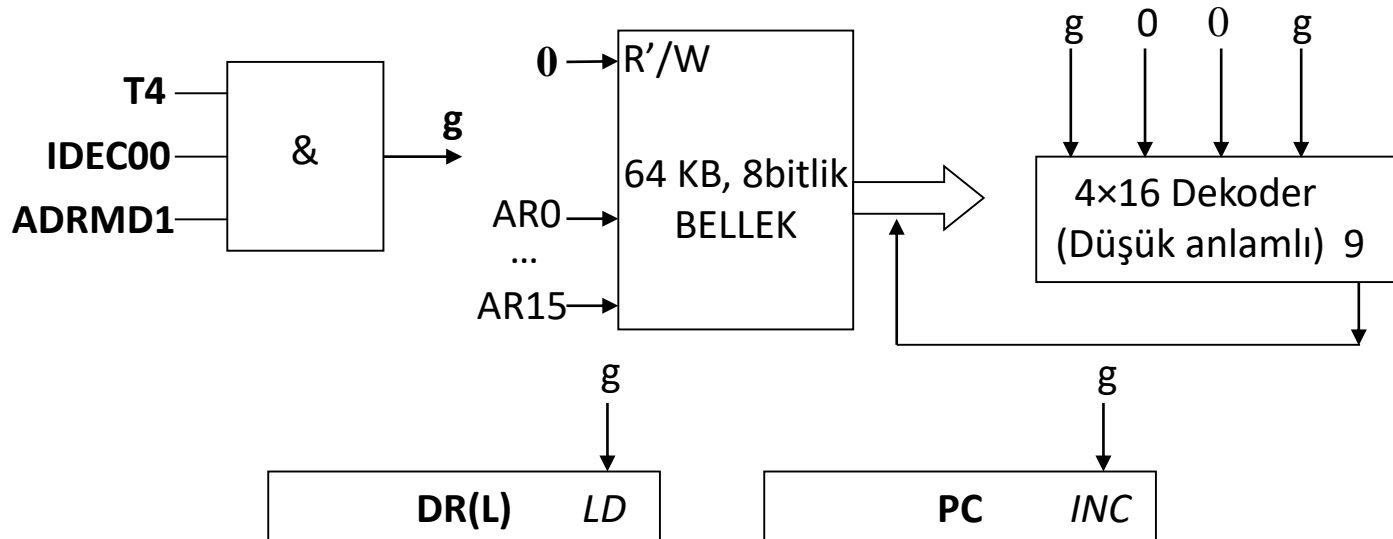 g 0 0 g
0 R'/W
T4
g
IDEC00 &
64 KB, 8bitlik
4×16 Dekoder
ADRMD1
AR0 BELLEK
(Düşük anlamlı) 9
...
AR15
g g
DR(L) LD
PC INC